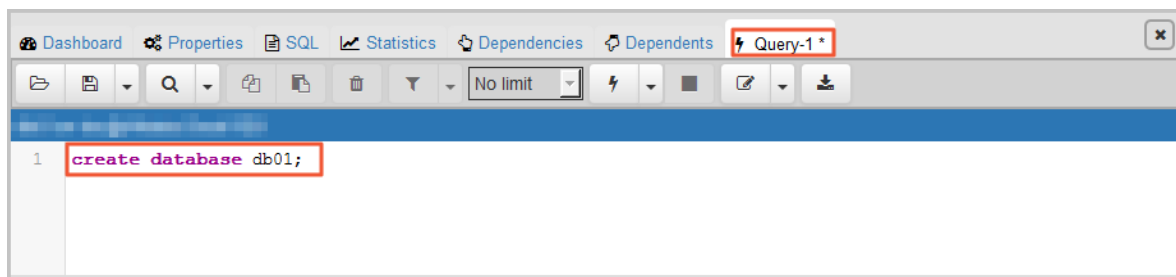 Dashboard Properties SQL Statistics Dependencies Dependents Query-1 *
No limit
1 create database db01;